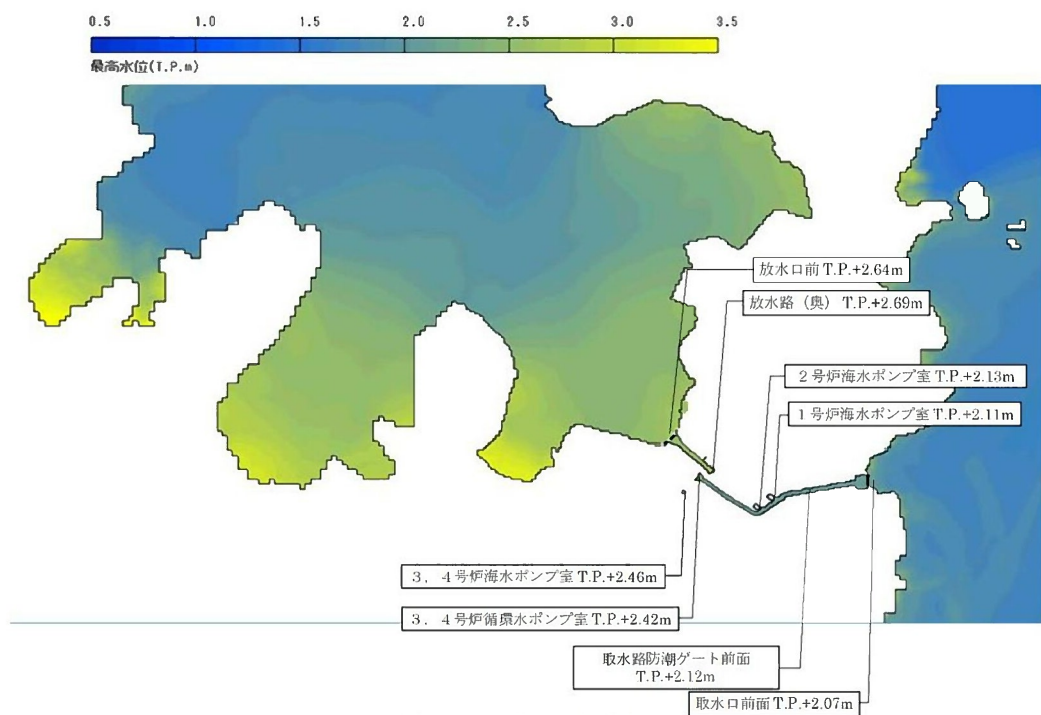 0.5 1.0 1.5 2.0 2.5 3.0 3.5
最高水位(T.P.m)
放水口前 T.P.+2.64m
放水路（奥） T.P.+2.69m
２号炉海水ポンプ室 T.P.+2.13m
１号炉海水ポンプ室 T.P.+2.11m
３．４号炉海水ポンプ室 T.P.+2.46m
３．４号炉循環水ポンプ室 T.P.+2.42m
取水路防潮ゲート前面
T.P.+2.12m
取水口前面 T.P.+2.07m